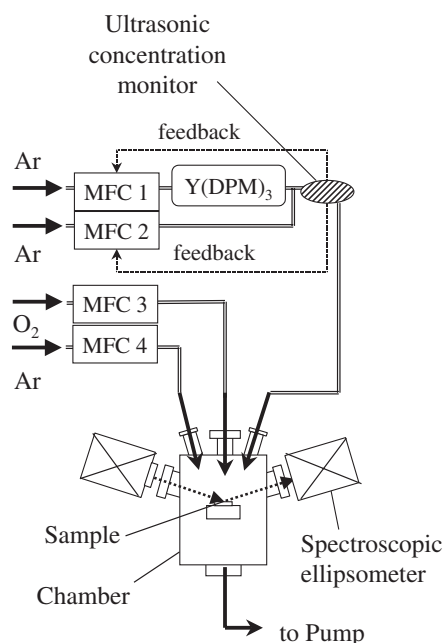 Ultrasonic
concentration
monitor
feedback
Ar
MFC 1
Y(DPM)₃
MFC 2
Ar
feedback
MFC 3
O₂
MFC 4
Ar
Sample
Chamber
Spectroscopic
ellipsometer
to Pump